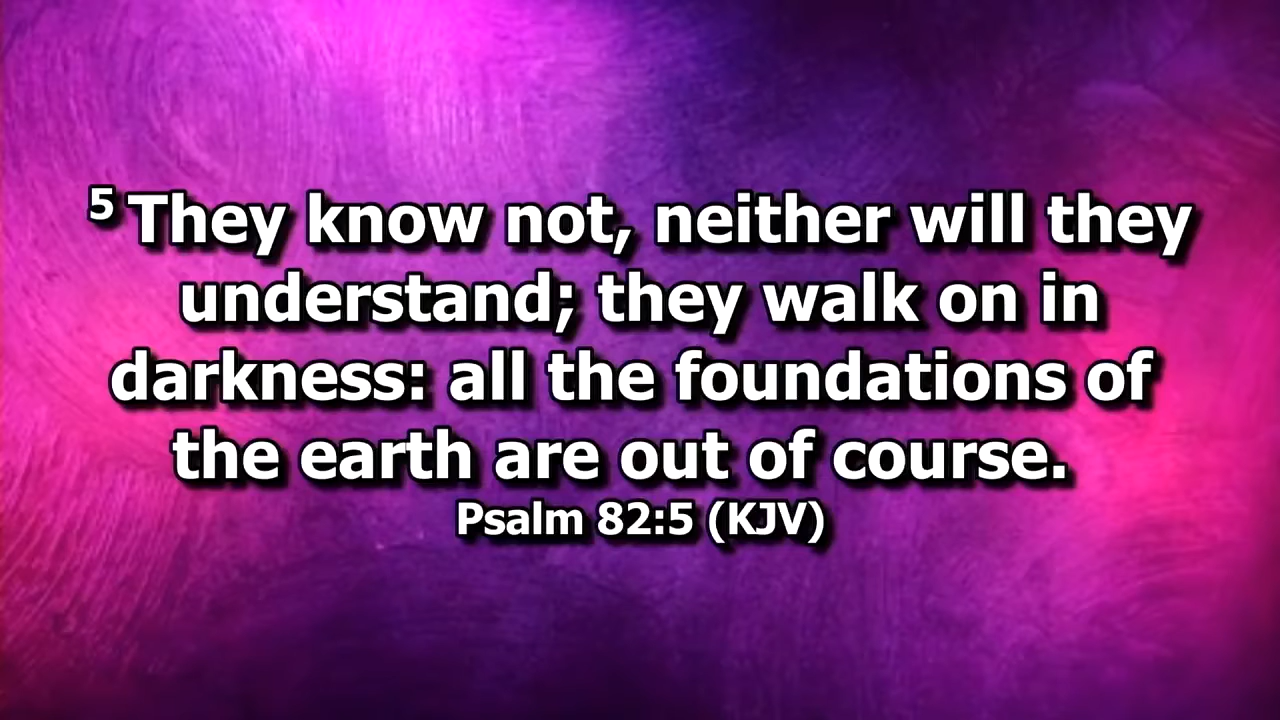 5 They know not, neither will they
understand; they walk on in
darkness: all the foundations of
the earth are out of course.
Psalm 82:5 (KJV)